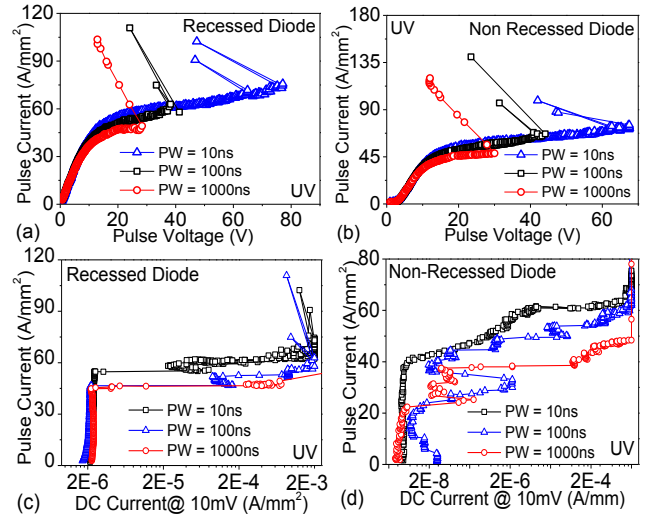 (a)
Recessed Diode
Pulse Current (A/mm²)
120
90
60
30
0
PW = 10ns
PW = 100ns
PW = 1000ns
UV
0 20 40 60 80
Pulse Voltage (V)
(b)
UV Non Recessed Diode
Pulse Current (A/mm²)
180
135
90
45
0
PW = 10ns
PW = 100ns
PW = 1000ns
0 20 40 60
Pulse Voltage (V)
(c)
Recessed Diode
Pulse Current (A/mm²)
120
90
60
30
0
PW = 10ns
PW = 100ns
PW = 1000ns
UV
2E-6 2E-5 2E-4 2E-3
DC Current@ 10mV (A/mm²)
(d)
Non-Recessed Diode
Pulse Current (A/mm²)
80
60
40
20
0
PW = 10ns
PW = 100ns
PW = 1000ns
UV
2E-8 2E-6 2E-4
DC Current @ 10mV (A/mm)